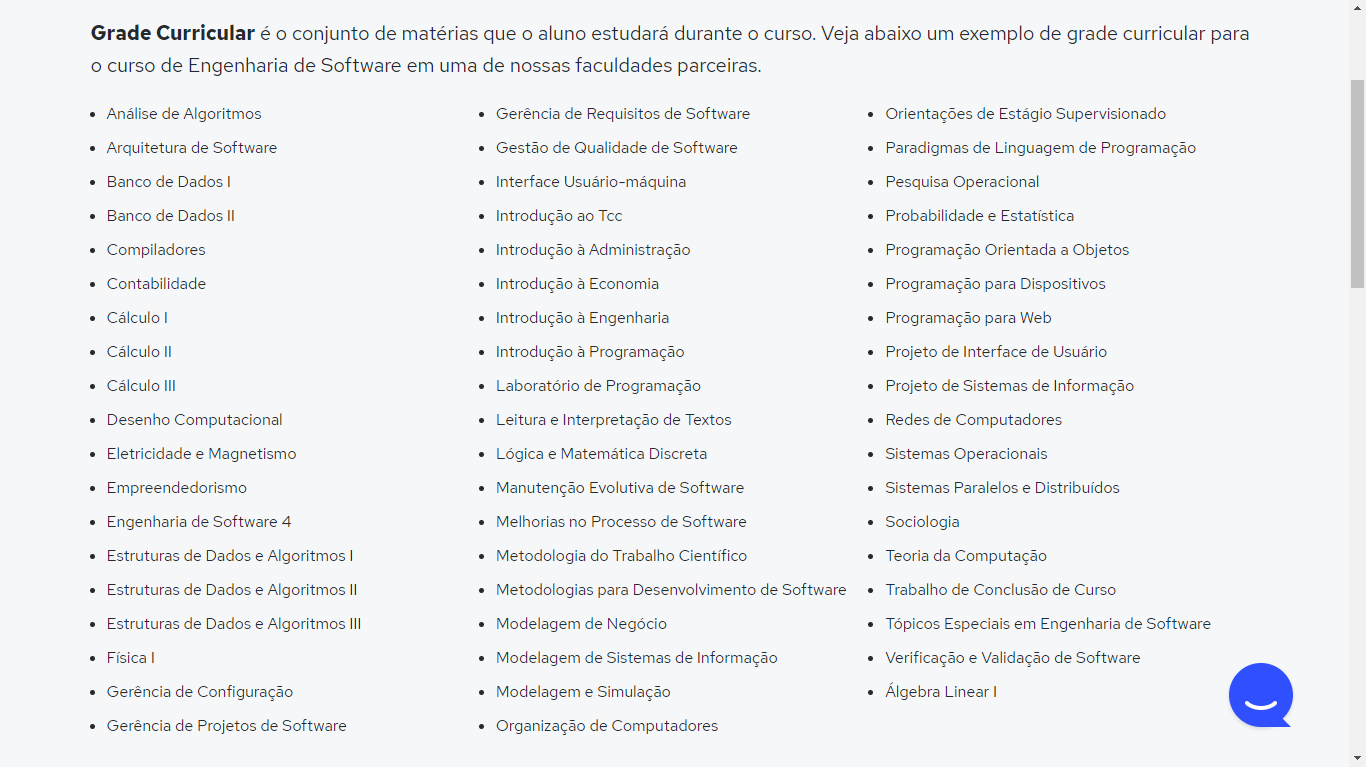 Grade Curricular é o conjunto de matérias que o aluno estudará durante o curso. Veja abaixo um exemplo de grade curricular para
o curso de Engenharia de Software em uma de nossas faculdades parceiras.
Análise de Algoritmos
Arquitetura de Software
Banco de Dados I
Banco de Dados II
Compiladores
Contabilidade
Cálculo I
Cálculo II
Cálculo III
Desenho Computacional
Eletricidade e Magnetismo
Empreendedorismo
Engenharia de Software 4
Estruturas de Dados e Algoritmos I
Estruturas de Dados e Algoritmos II
Estruturas de Dados e Algoritmos III
Física I
Gerência de Configuração
Gerência de Projetos de Software
Gerência de Requisitos de Software
Gestão de Qualidade de Software
Interface Usuário-máquina
Introdução ao Tcc
Introdução à Administração
Introdução à Economia
Introdução à Engenharia
Introdução à Programação
Laboratório de Programação
Leitura e Interpretação de Textos
Lógica e Matemática Discreta
Manutenção Evolutiva de Software
Melhorias no Processo de Software
Metodologia do Trabalho Científico
Metodologias para Desenvolvimento de Software
Modelagem de Negócio
Modelagem de Sistemas de Informação
Modelagem e Simulação
Organização de Computadores
Orientações de Estágio Supervisionado
Paradigmas de Linguagem de Programação
Pesquisa Operacional
Probabilidade e Estatística
Programação Orientada a Objetos
Programação para Dispositivos
Programação para Web
Projeto de Interface de Usuário
Projeto de Sistemas de Informação
Redes de Computadores
Sistemas Operacionais
Sistemas Paralelos e Distribuídos
Sociologia
Teoria da Computação
Trabalho de Conclusão de Curso
Tópicos Especiais em Engenharia de Software
Verificação e Validação de Software
Álgebra Linear I